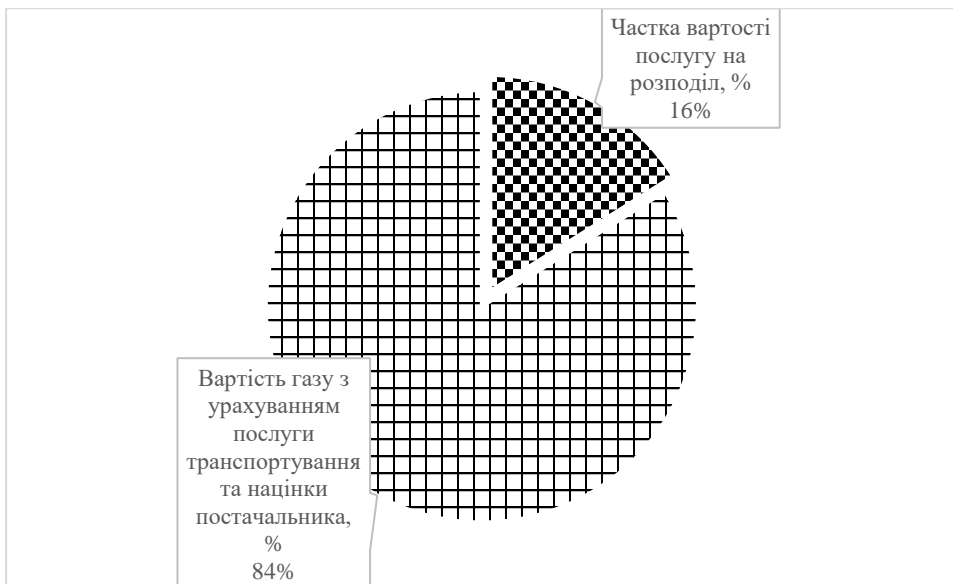 Частка вартості
послугу на
розподіл, %
16%
Вартість газу з
урахуванням
послуги
транспортування
та націнки
постачальника,
%
84%